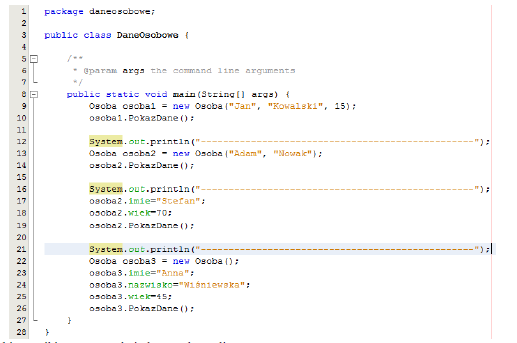 1 package daneosobowe;
2
3 public class DaneOsobowe {
4
5 /**
6 * @param args the command line arguments
7 */
8 public static void main(String[] args) {
9 Osoba osoba1 = new Osoba("Jan", "Kowalski", 15);
10 osoba1.PokazDane();
11
12 System.out.println("------------------------------------------------");
13 Osoba osoba2 = new Osoba("Adam", "Nowak");
14 osoba2.PokazDane();
15
16 System.out.println("------------------------------------------------");
17 osoba2.imie="Stefan";
18 osoba2.wiek=70;
19 osoba2.PokazDane();
20
21 System.out.println("------------------------------------------------");
22 Osoba osoba3 = new Osoba();
23 osoba3.imie="Anna";
24 osoba3.nazwisko="Wiśniewska";
25 osoba3.wiek=45;
26 osoba3.PokazDane();
27 }
28 }